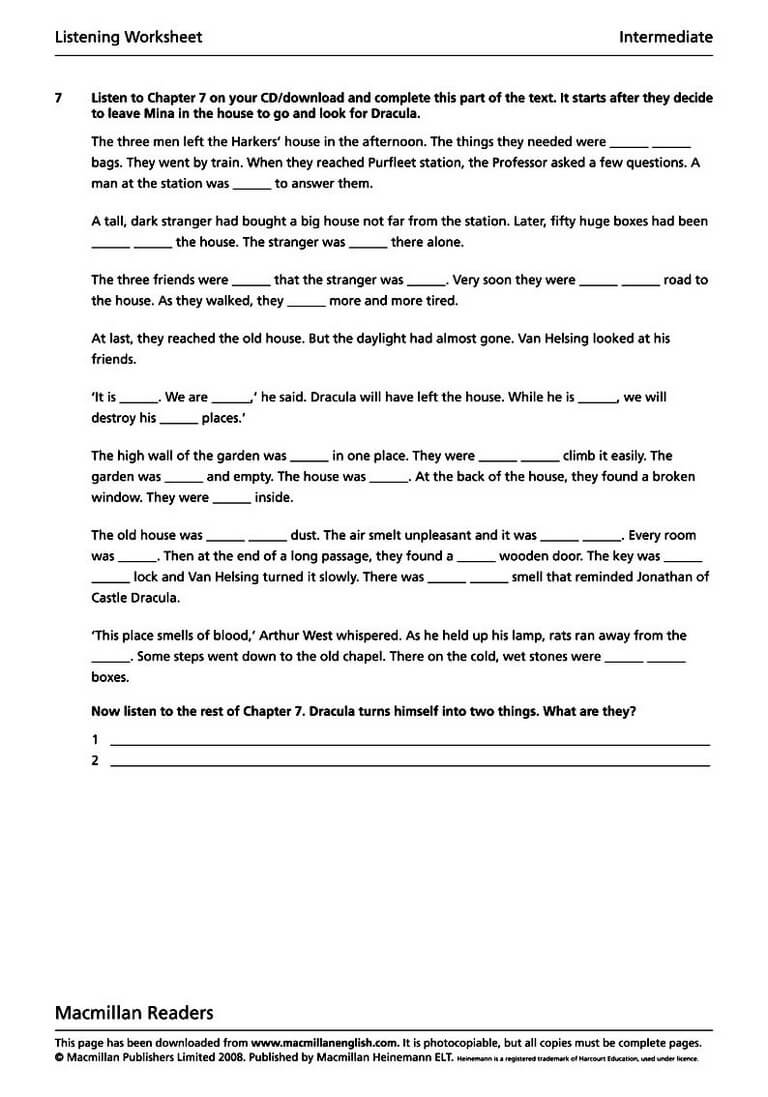 Listening Worksheet Intermediate
7 Listen to Chapter 7 on your CD/download and complete this part of the text. It starts after they decide
to leave Mina in the house to go and look for Dracula.
The three men left the Harkers’ house in the afternoon. The things they needed were ______ ______
bags. They went by train. When they reached Purfleet station, the Professor asked a few questions. A
man at the station was ______ to answer them.
A tall, dark stranger had bought a big house not far from the station. Later, fifty huge boxes had been
______ ______ the house. The stranger was ______ there alone.
The three friends were ______ that the stranger was ______. Very soon they were ______ ______ road to
the house. As they walked, they ______ more and more tired.
At last, they reached the old house. But the daylight had almost gone. Van Helsing looked at his
friends.
‘It is ______. We are ______,’ he said. Dracula will have left the house. While he is ______, we will
destroy his ______ places.’
The high wall of the garden was ______ in one place. They were ______ ______ climb it easily. The
garden was ______ and empty. The house was ______. At the back of the house, they found a broken
window. They were ______ inside.
The old house was ______ ______ dust. The air smelt unpleasant and it was ______ ______. Every room
was ______. Then at the end of a long passage, they found a ______ wooden door. The key was ______
______ lock and Van Helsing turned it slowly. There was ______ ______ smell that reminded Jonathan of
Castle Dracula.
‘This place smells of blood,’ Arthur West whispered. As he held up his lamp, rats ran away from the
______. Some steps went down to the old chapel. There on the cold, wet stones were ______ ______
boxes.
Now listen to the rest of Chapter 7. Dracula turns himself into two things. What are they?
1
2
Macmillan Readers
This page has been downloaded from www.macmillanenglish.com. It is photocopiable, but all copies must be complete pages.
© Macmillan Publishers Limited 2008. Published by Macmillan Heinemann ELT. Heinemann is a registered trademark of Harcourt Education, used under licence.